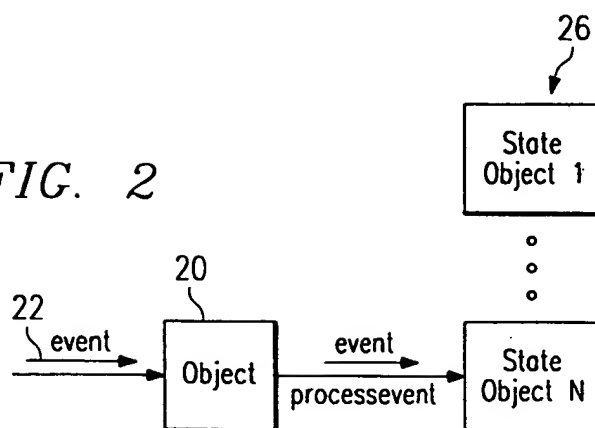 26
State
Object 1
FIG. 2
20
22
event
Object
event
processevent
State
Object N